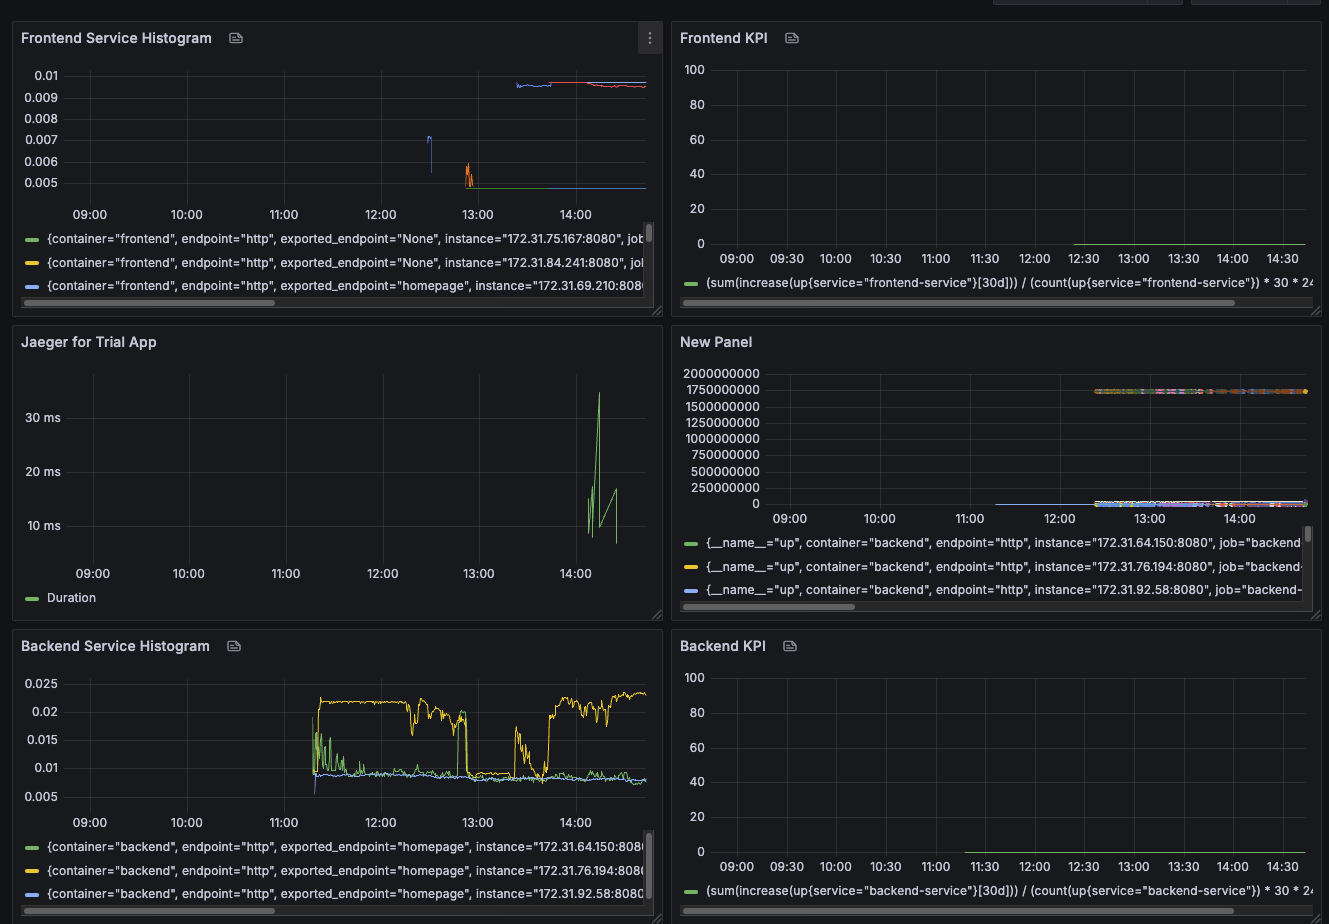 Frontend Service Histogram
0.01
0.009
0.008
0.007
0.006
0.005
09:00 10:00 11:00 12:00 13:00 14:00
{container="frontend", endpoint="http", exported_endpoint="None", instance="172.31.75.167:8080", job
{container="frontend", endpoint="http", exported_endpoint="None", instance="172.31.84.241:8080", jo
{container="frontend", endpoint="http", exported_endpoint="homepage", instance="172.31.69.210:808
Frontend KPI
100
80
60
40
20
0
09:00 09:30 10:00 10:30 11:00 11:30 12:00 12:30 13:00 13:30 14:00 14:30
(sum(increase(up{service="frontend-service"}[30d])) / (count(up{service="frontend-service"}) * 30 * 24
Jaeger for Trial App
30 ms
20 ms
10 ms
09:00 10:00 11:00 12:00 13:00 14:00
Duration
New Panel
2000000000
1750000000
1500000000
1250000000
1000000000
750000000
500000000
250000000
0
09:00 10:00 11:00 12:00 13:00 14:00
{__name__="up", container="backend", endpoint="http", instance="172.31.64.150:8080", job="backend
{__name__="up", container="backend", endpoint="http", instance="172.31.76.194:8080", job="backend-
{__name__="up", container="backend", endpoint="http", instance="172.31.92.58:8080", job="backend-
Backend Service Histogram
0.025
0.02
0.015
0.01
0.005
09:00 10:00 11:00 12:00 13:00 14:00
{container="backend", endpoint="http", exported_endpoint="homepage", instance="172.31.64.150:808
{container="backend", endpoint="http", exported_endpoint="homepage", instance="172.31.76.194:808
{container="backend", endpoint="http", exported_endpoint="homepage", instance="172.31.92.58:8080
Backend KPI
100
80
60
40
20
0
09:00 09:30 10:00 10:30 11:00 11:30 12:00 12:30 13:00 13:30 14:00 14:30
(sum(increase(up{service="backend-service"}[30d])) / (count(up{service="backend-service"}) * 30 * 24